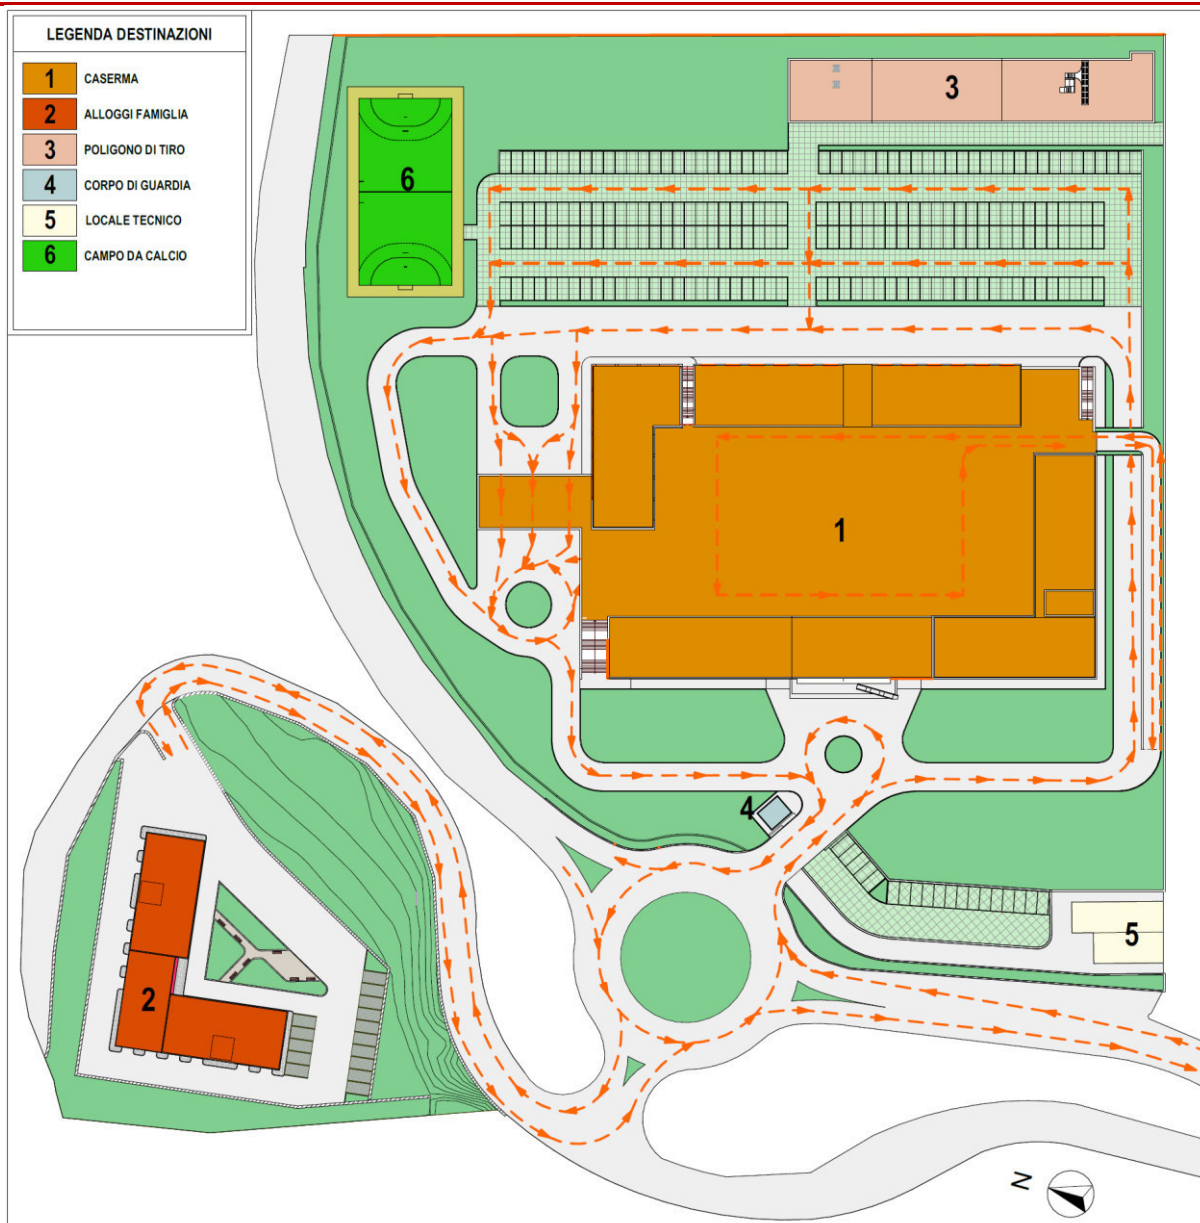 LEGENDA DESTINAZIONI
1 CASERMA
2 ALLOGGI FAMIGLIA
3 POLIGONO DI TIRO
4 CORPO DI GUARDIA
5 LOCALE TECNICO
6 CAMPO DA CALCIO
3
6
1
4
5
2
N